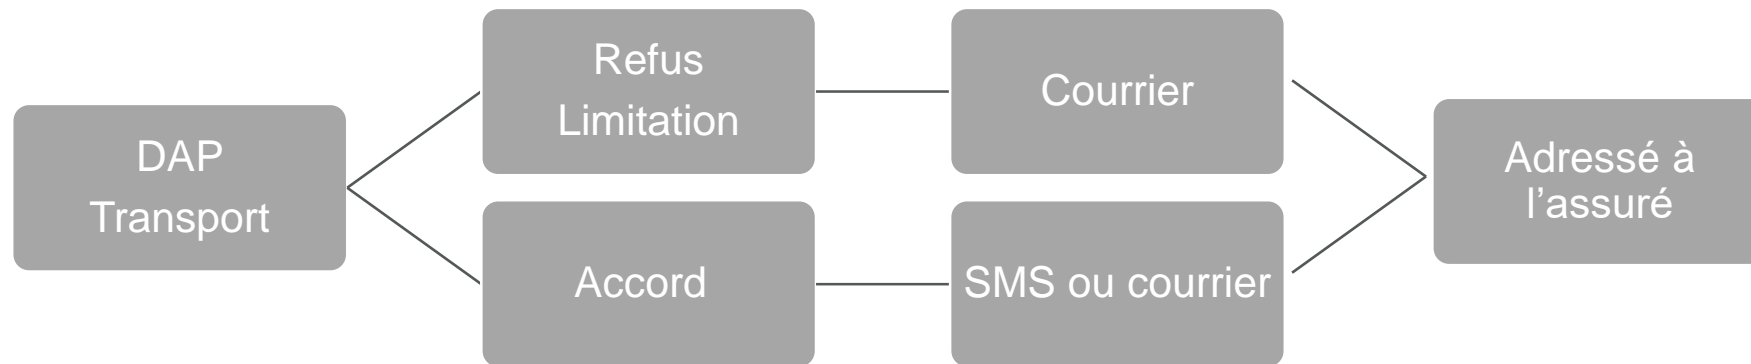 DAP
Transport
Refus
Limitation
Courrier
Accord
SMS ou courrier
Adressé à
l’assuré